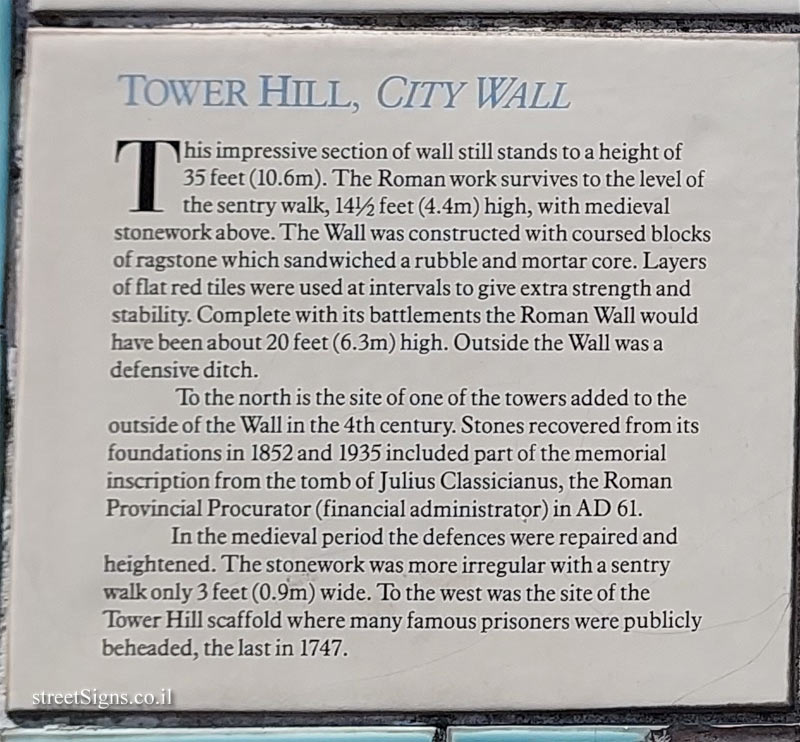 TOWER HILL, CITY WALL
This impressive section of wall still stands to a height of
35 feet (10.6m). The Roman work survives to the level of
the sentry walk, 14½ feet (4.4m) high, with medieval
stonework above. The Wall was constructed with coursed blocks
of ragstone which sandwiched a rubble and mortar core. Layers
of flat red tiles were used at intervals to give extra strength and
stability. Complete with its battlements the Roman Wall would
have been about 20 feet (6.3m) high. Outside the Wall was a
defensive ditch.
To the north is the site of one of the towers added to the
outside of the Wall in the 4th century. Stones recovered from its
foundations in 1852 and 1935 included part of the memorial
inscription from the tomb of Julius Classicianus, the Roman
Provincial Procurator (financial administrator) in AD 61.
In the medieval period the defences were repaired and
heightened. The stonework was more irregular with a sentry
walk only 3 feet (0.9m) wide. To the west was the site of the
Tower Hill scaffold where many famous prisoners were publicly
beheaded, the last in 1747.
streetSigns.co.il